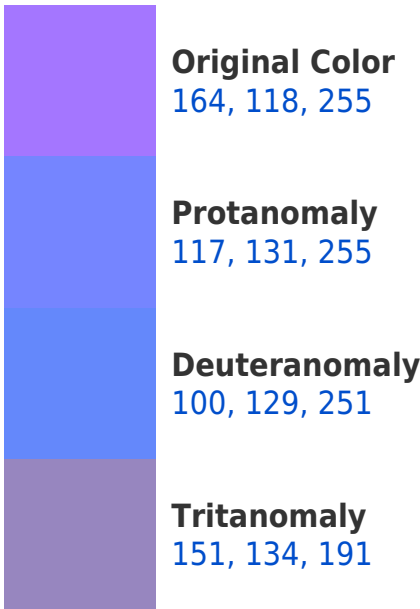 Original Color
164, 118, 255
Protanomaly
117, 131, 255
Deuteranomaly
100, 129, 251
Tritanomaly
151, 134, 191